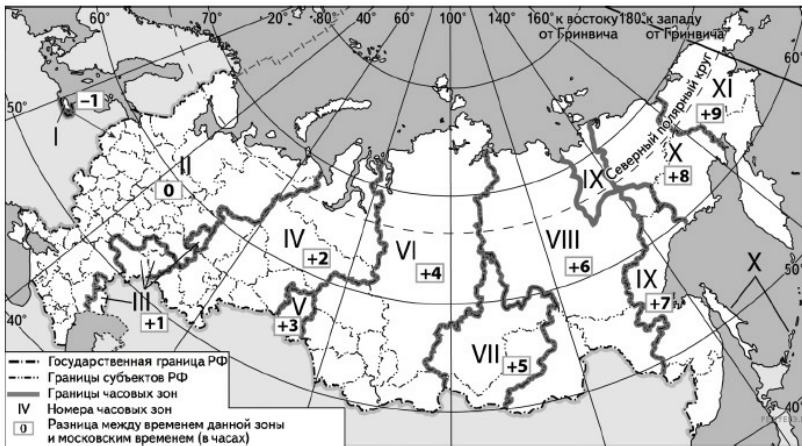 60°
70°
20°
-80°
100°
140°
160° к востоку
от Гринвича
180° к западу
от Гринвича
60°
50°
-1
I
II
0
Северный полярный круг
XI
+9
X
+8
IX
IV
+2
VI
+4
VIII
+6
IX
+7
X
50°
40°
III
+1
V
+3
VII
+5
40°
Государственная граница РФ
Границы субъектов РФ
Границы часовых зон
IV Номера часовых зон
0 Разница между временем данной зоны
и московским временем (в часах)